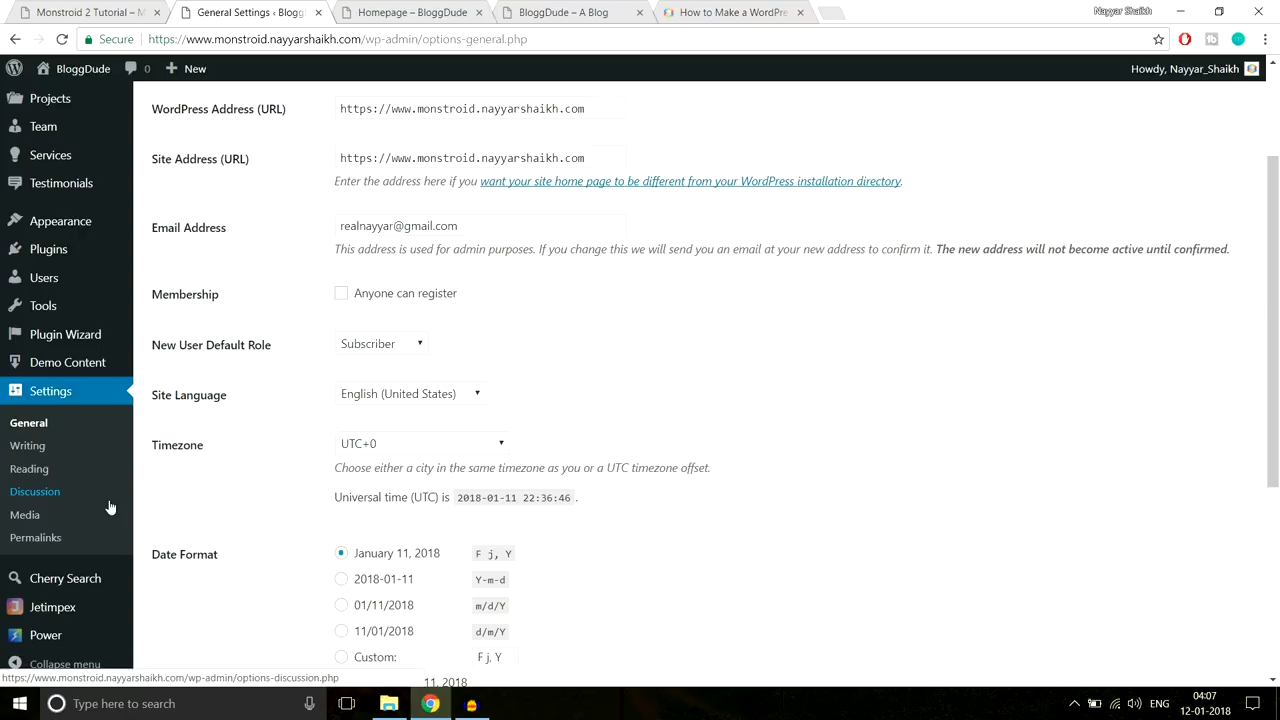 Monstroid 2 Tutorial – M
General Settings ‹ Blogg
Homepage – BloggDude
BloggDude – A Blog
How to Make a WordPre
Nayyar Shaikh
Secure
https://www.monstroid.nayyarshaikh.com/wp-admin/options-general.php
BloggDude
0
New
Howdy, Nayyar_Shaikh
Projects
Team
Services
Testimonials
Appearance
Plugins
Users
Tools
Plugin Wizard
Demo Content
Settings
General
Writing
Reading
Discussion
Media
Permalinks
Cherry Search
Jetimpex
Power
Collapse menu
WordPress Address (URL)
https://www.monstroid.nayyarshaikh.com
Site Address (URL)
https://www.monstroid.nayyarshaikh.com
Enter the address here if you want your site home page to be different from your WordPress installation directory.
Email Address
realnayyar@gmail.com
This address is used for admin purposes. If you change this we will send you an email at your new address to confirm it. The new address will not become active until confirmed.
Membership
Anyone can register
New User Default Role
Subscriber
Site Language
English (United States)
Timezone
UTC+0
Choose either a city in the same timezone as you or a UTC timezone offset.
Universal time (UTC) is 2018-01-11 22:36:46 .
Date Format
January 11, 2018 F j, Y
2018-01-11 Y-m-d
01/11/2018 m/d/Y
11/01/2018 d/m/Y
Custom: F j, Y
11, 2018
https://www.monstroid.nayyarshaikh.com/wp-admin/options-discussion.php
Type here to search
ENG
04:07
12-01-2018